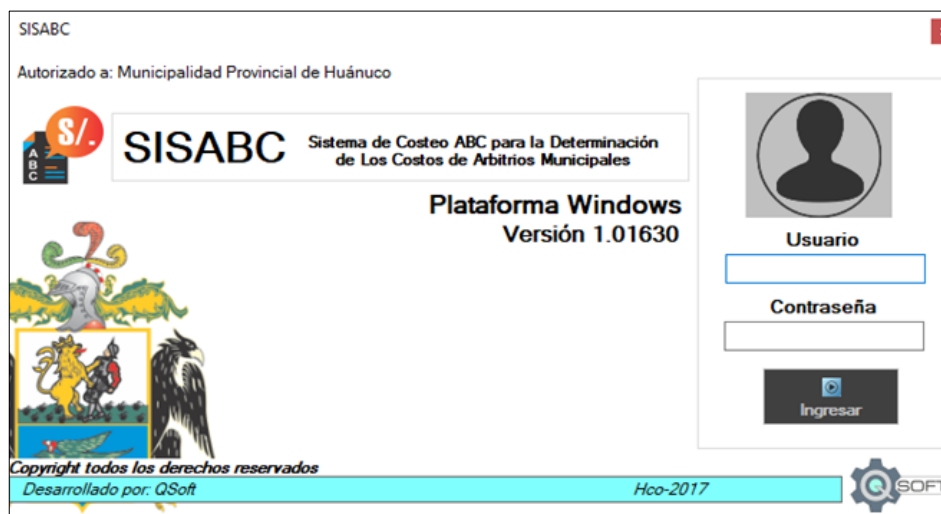 SISABC
Autorizado a: Municipalidad Provincial de Huánuco
S/.
A
B
C
SISABC
Sistema de Costeo ABC para la Determinación
de Los Costos de Arbitrios Municipales
Plataforma Windows
Versión 1.01630
Usuario
Contraseña
Ingresar
Copyright todos los derechos reservados
Desarrollado por: QSoft
Hco-2017
QSOFT